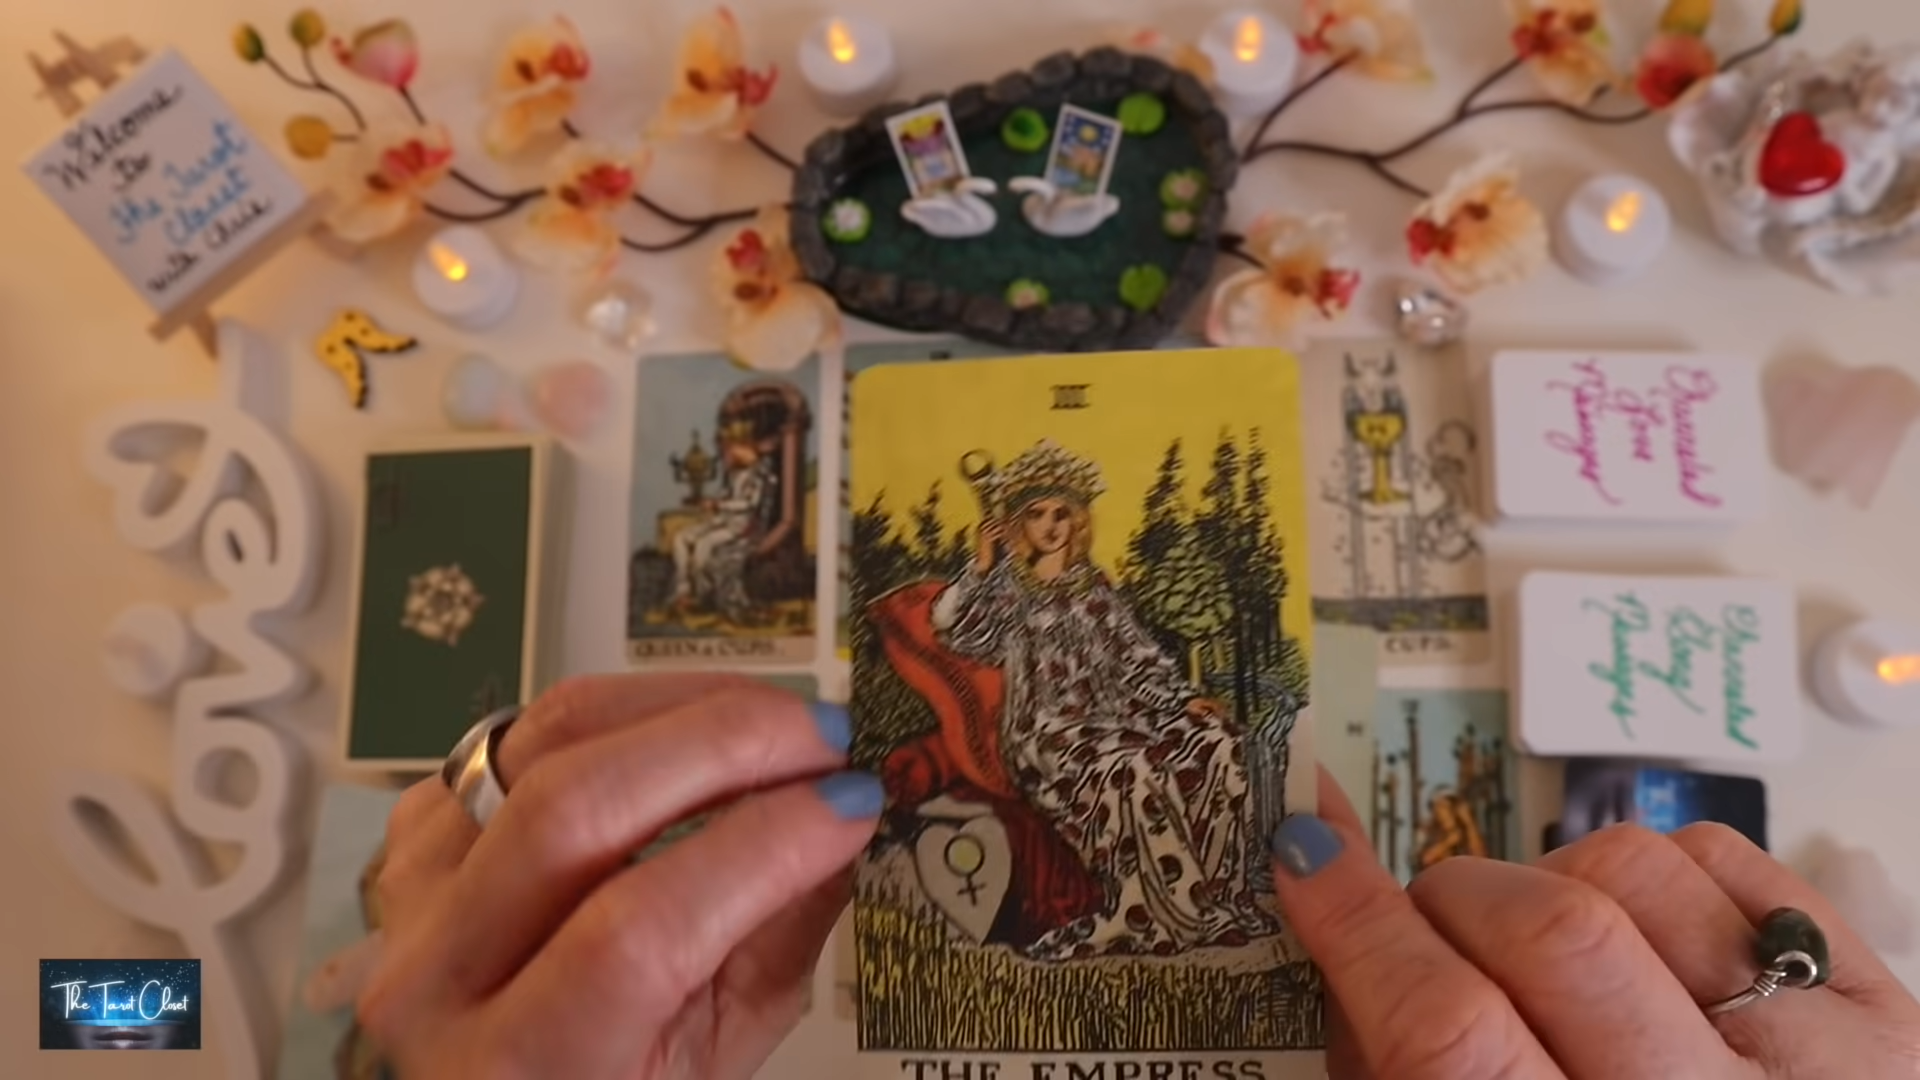 Welcome
To
the Tarot
Closet
with Chris
III
QUEEN of CUPS.
CUPS.
Channeled
Love
Messages
Channeled
Messages
THE EMPRESS
The Tarot Closet